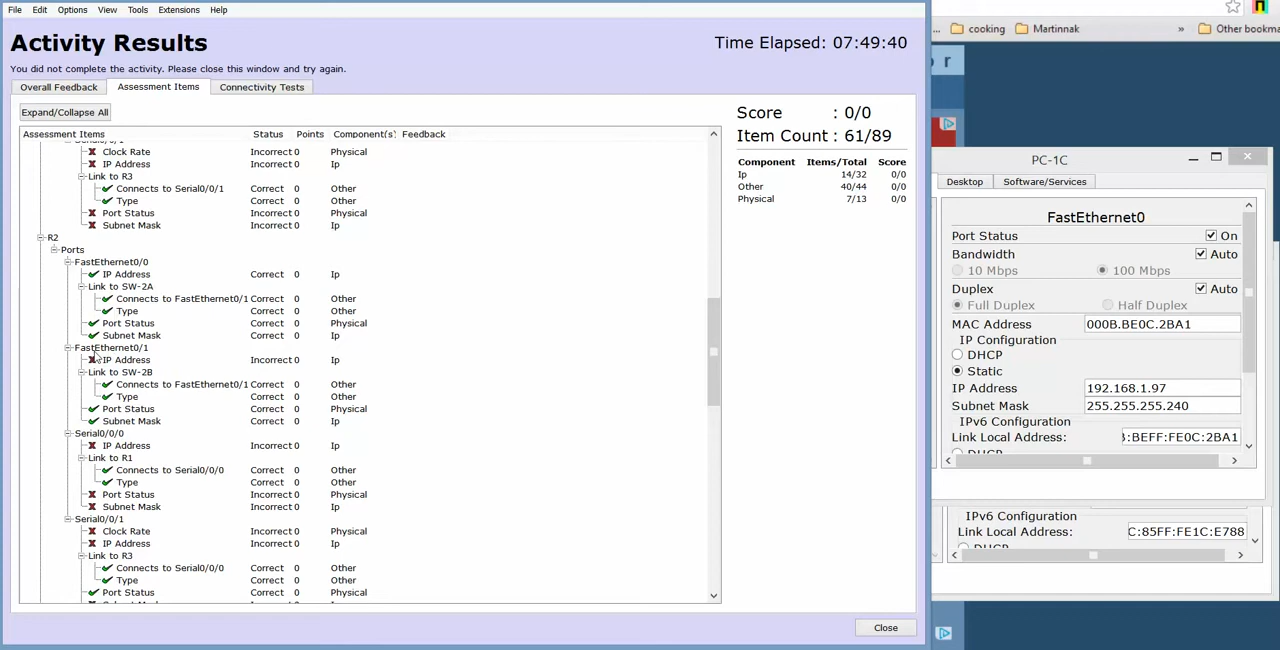 File Edit Options View Tools Extensions Help
Activity Results
Time Elapsed: 07:49:40
You did not complete the activity. Please close this window and try again.
Overall Feedback Assessment Items Connectivity Tests
Expand/Collapse All
Assessment Items Status Points Component(s) Feedback
Clock Rate Incorrect 0 Physical
IP Address Incorrect 0 Ip
Link to R3
Connects to Serial0/0/1 Correct 0 Other
Type Correct 0 Other
Port Status Incorrect 0 Physical
Subnet Mask Incorrect 0 Ip
R2
Ports
FastEthernet0/0
IP Address Correct 0 Ip
Link to SW-2A
Connects to FastEthernet0/1 Correct 0 Other
Type Correct 0 Other
Port Status Correct 0 Physical
Subnet Mask Correct 0 Ip
FastEthernet0/1
IP Address Incorrect 0 Ip
Link to SW-2B
Connects to FastEthernet0/1 Correct 0 Other
Type Correct 0 Other
Port Status Correct 0 Physical
Subnet Mask Correct 0 Ip
Serial0/0/0
IP Address Incorrect 0 Ip
Link to R1
Connects to Serial0/0/0 Correct 0 Other
Type Correct 0 Other
Port Status Incorrect 0 Physical
Subnet Mask Incorrect 0 Ip
Serial0/0/1
Clock Rate Incorrect 0 Physical
IP Address Incorrect 0 Ip
Link to R3
Connects to Serial0/0/0 Correct 0 Other
Type Correct 0 Other
Port Status Correct 0 Physical
Score : 0/0
Item Count : 61/89
Component Items/Total Score
Ip 14/32 0/0
Other 40/44 0/0
Physical 7/13 0/0
Close
... cooking Martinnak » Other bookma
o r
PC-1C
Desktop Software/Services
FastEthernet0
Port Status On
Bandwidth Auto
10 Mbps 100 Mbps
Duplex Auto
Full Duplex Half Duplex
MAC Address 000B.BE0C.2BA1
IP Configuration
DHCP
Static
IP Address 192.168.1.97
Subnet Mask 255.255.255.240
IPv6 Configuration
Link Local Address: :BEFF:FE0C:2BA1
IPv6 Configuration
Link Local Address: C:85FF:FE1C:E788